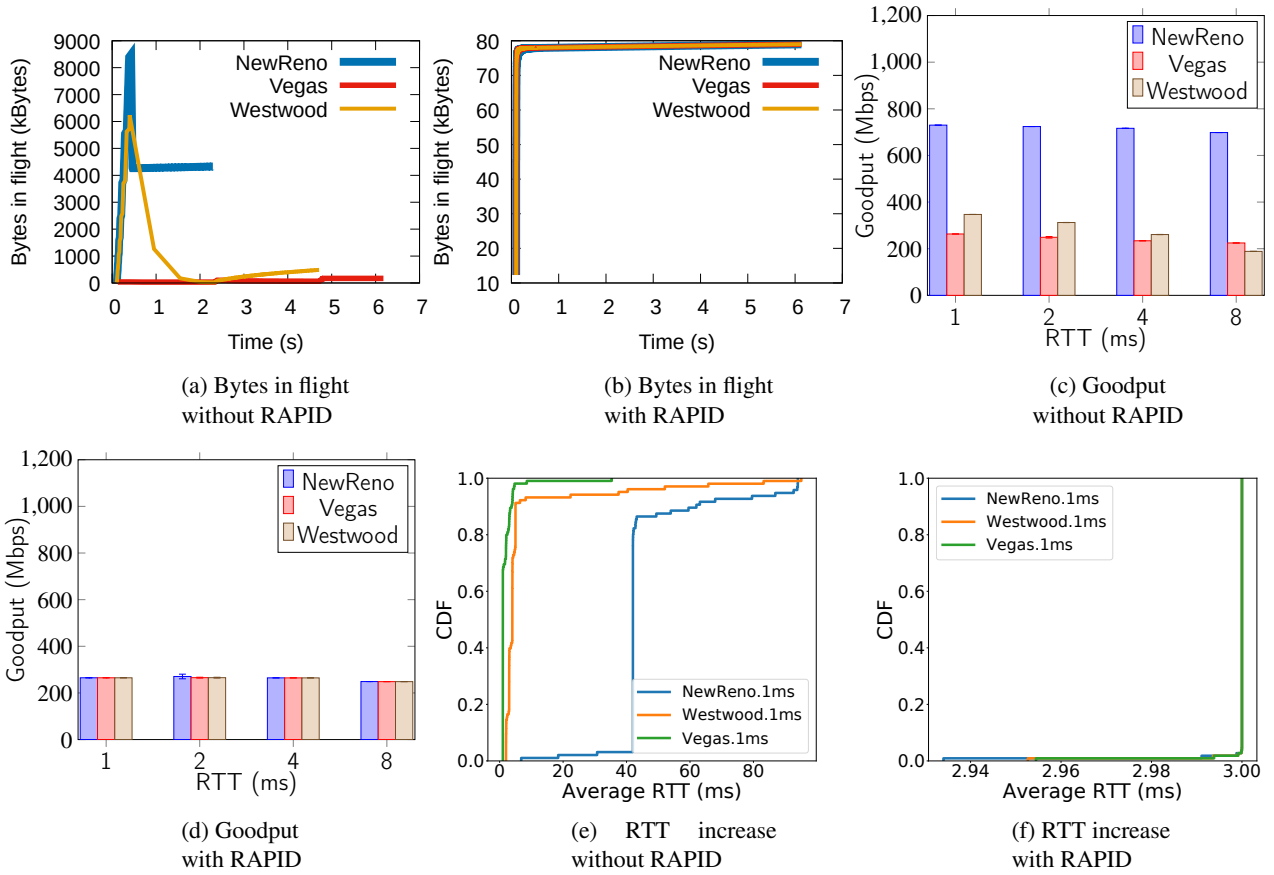 9000
8000
7000
6000
5000
4000
3000
2000
1000
0
Bytes in flight (kBytes)
NewReno
Vegas
Westwood
0 1 2 3 4 5 6 7
Time (s)
(a) Bytes in flight
without RAPID
80
70
60
50
40
30
20
10
Bytes in flight (kBytes)
NewReno
Vegas
Westwood
0 1 2 3 4 5 6 7
Time (s)
(b) Bytes in flight
with RAPID
1,200
1,000
800
600
400
200
0
Goodput (Mbps)
NewReno
Vegas
Westwood
1 2 4 8
RTT (ms)
(c) Goodput
without RAPID
1,200
1,000
800
600
400
200
0
Goodput (Mbps)
NewReno
Vegas
Westwood
1 2 4 8
RTT (ms)
(d) Goodput
with RAPID
1.0
0.8
0.6
0.4
0.2
0.0
CDF
NewReno.1ms
Westwood.1ms
Vegas.1ms
0 20 40 60 80
Average RTT (ms)
(e) RTT increase
without RAPID
1.0
0.8
0.6
0.4
0.2
0.0
CDF
NewReno.1ms
Westwood.1ms
Vegas.1ms
2.94 2.96 2.98 3.00
Average RTT (ms)
(f) RTT increase
with RAPID